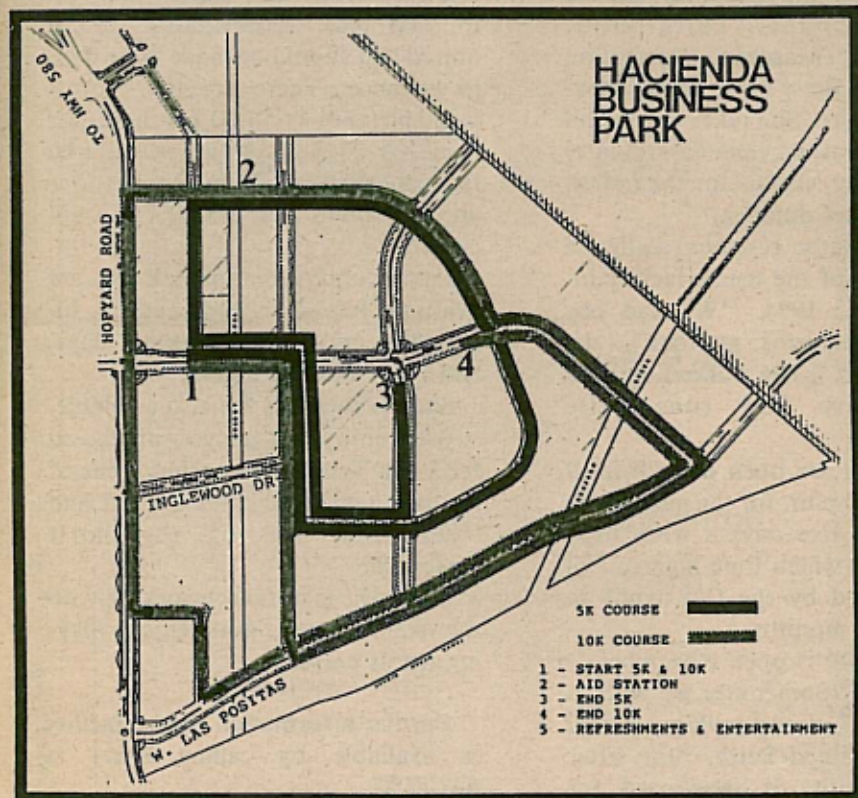 HACIENDA
BUSINESS
PARK
TO HWY 580
2
HOPYARD ROAD
1
3
4
INGLEWOOD DR
W. LAS POSITAS
5K COURSE
10K COURSE
1 - START 5K & 10K
2 - AID STATION
3 - END 5K
4 - END 10K
5 - REFRESHMENTS & ENTERTAINMENT